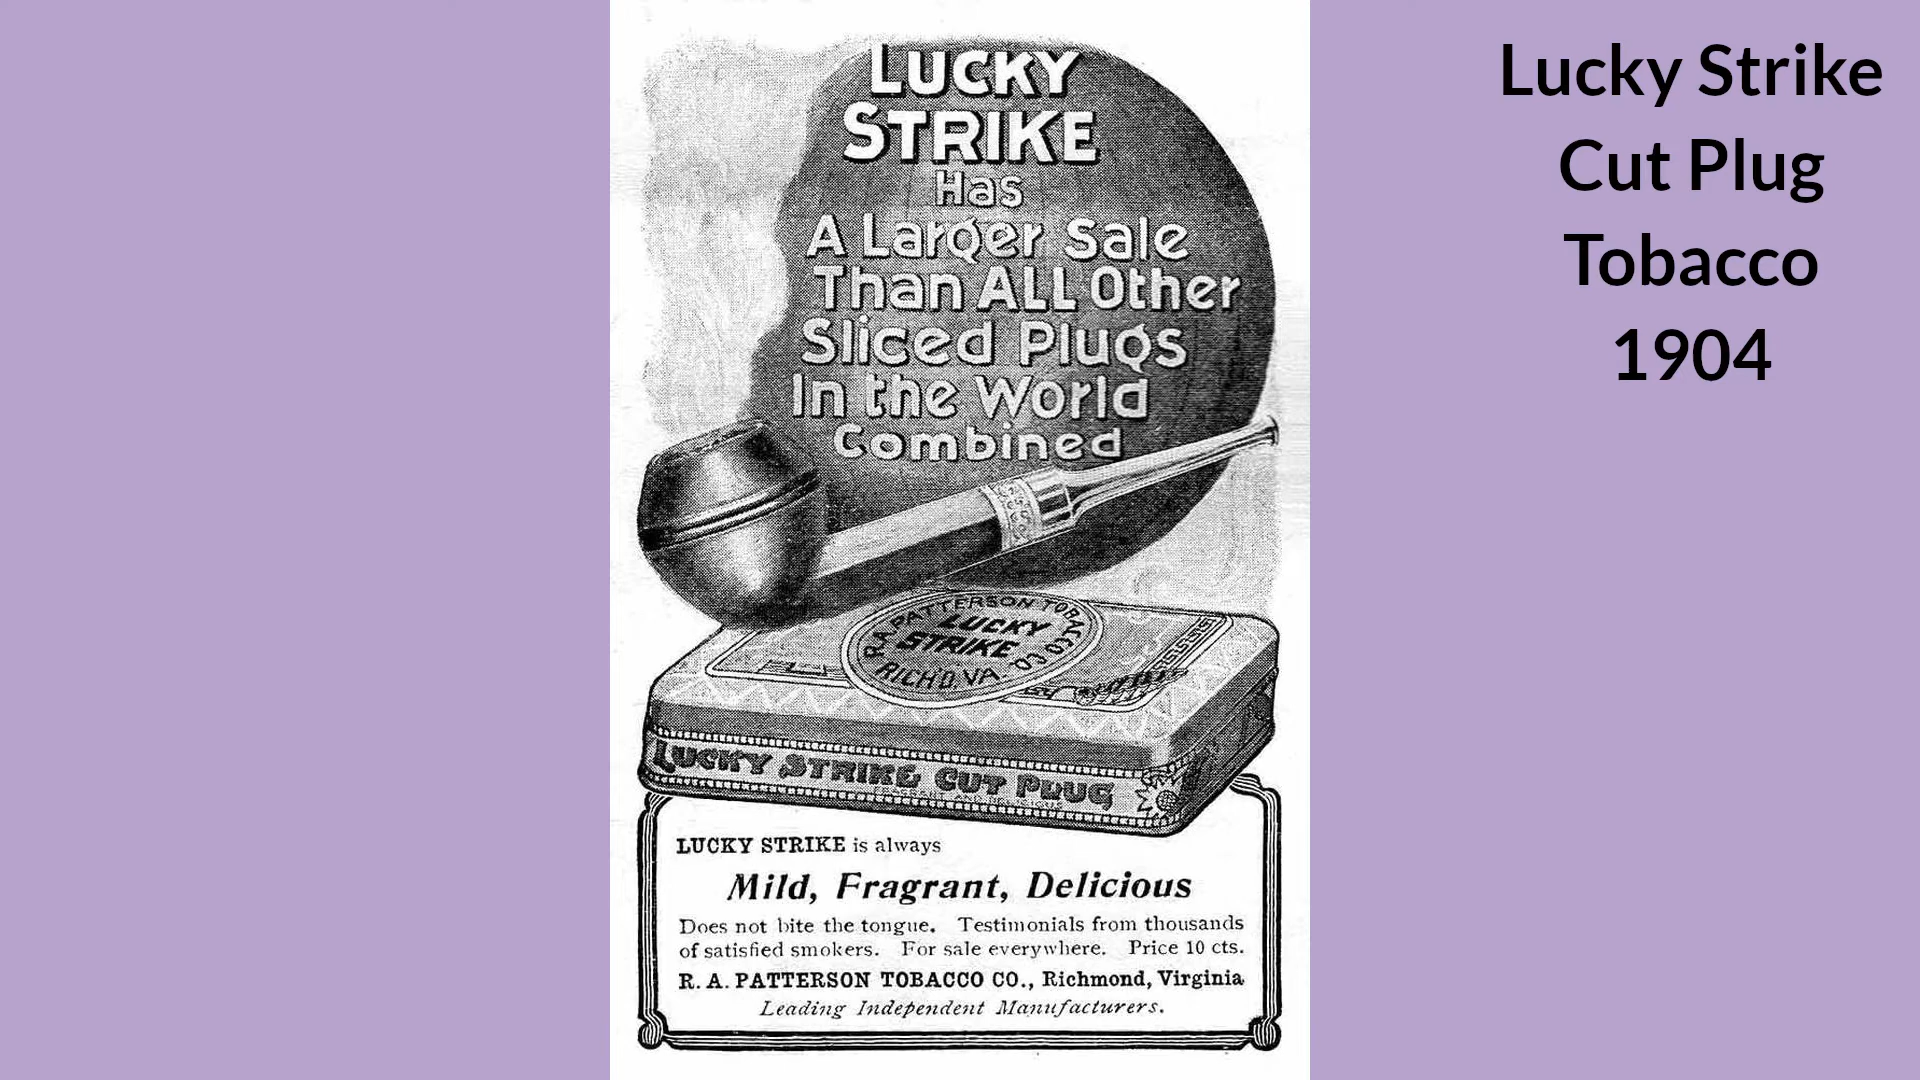 LUCKY
STRIKE
Has
A Larger Sale
Than ALL Other
Sliced Plugs
In the World
Combined
R.A. PATTERSON TOBACCO CO.
LUCKY
STRIKE
RICH'D. VA.
LUCKY STRIKE CUT PLUG
LUCKY STRIKE is always
Mild, Fragrant, Delicious
Does not bite the tongue. Testimonials from thousands
of satisfied smokers. For sale everywhere. Price 10 cts.
R. A. PATTERSON TOBACCO CO., Richmond, Virginia
Leading Independent Manufacturers.
Lucky Strike
Cut Plug
Tobacco
1904